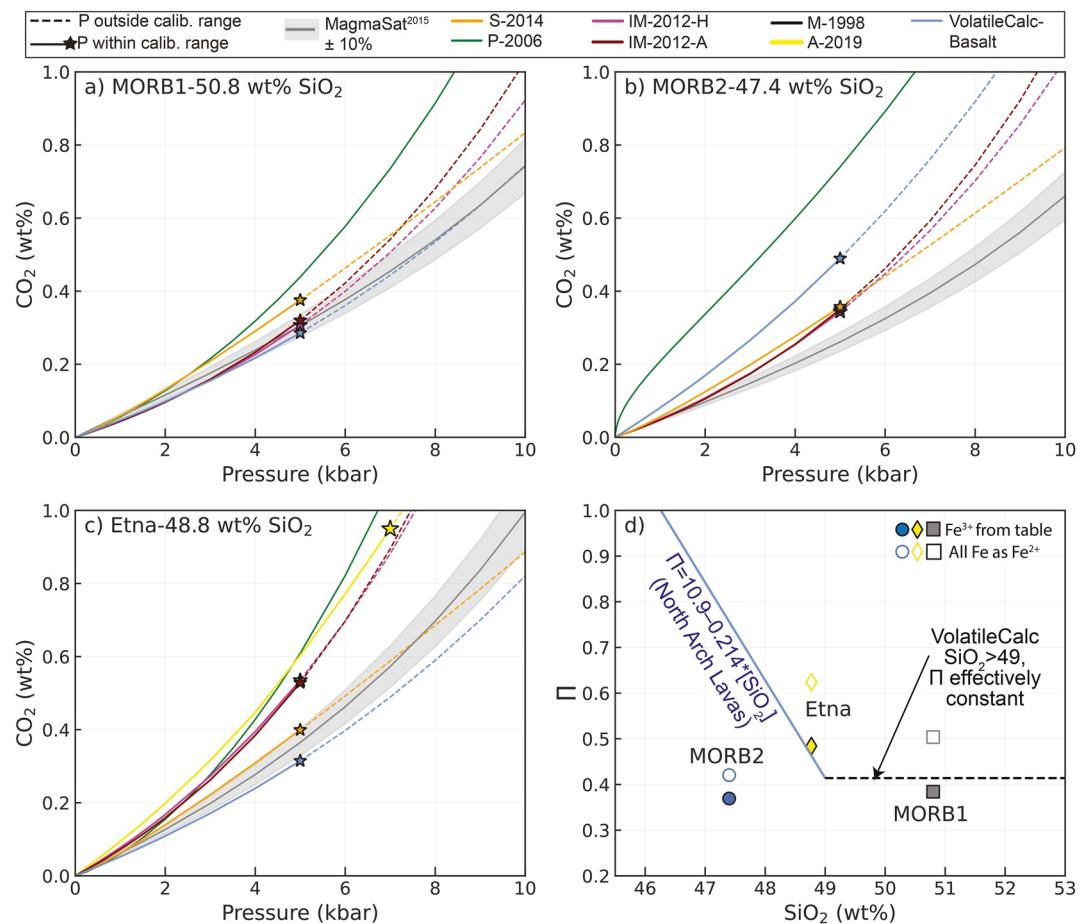 P outside calib. range
P within calib. range
MagmaSat²⁰¹⁵
± 10%
S-2014
P-2006
IM-2012-H
IM-2012-A
M-1998
A-2019
VolatileCalc-
Basalt
a) MORB1-50.8 wt% SiO₂
1.0
0.8
0.6
0.4
0.2
0.0
CO₂ (wt%)
0 2 4 6 8 10
Pressure (kbar)
b) MORB2-47.4 wt% SiO₂
1.0
0.8
0.6
0.4
0.2
0.0
CO₂ (wt%)
0 2 4 6 8 10
Pressure (kbar)
c) Etna-48.8 wt% SiO₂
1.0
0.8
0.6
0.4
0.2
0.0
CO₂ (wt%)
0 2 4 6 8 10
Pressure (kbar)
d)
Fe³⁺ from table
All Fe as Fe²⁺
Π=10.9–0.214*[SiO₂]
(North Arch Lavas)
VolatileCalc
SiO₂>49,
Π effectively
constant
Etna
MORB2
MORB1
1.0
0.9
0.8
0.7
0.6
0.5
0.4
0.3
0.2
Π
46 47 48 49 50 51 52 53
SiO₂ (wt%)